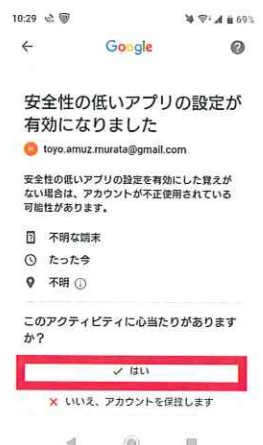 10:29 69%
Google
安全性の低いアプリの設定が
有効になりました
toyo.amuz.murata@gmail.com
安全性の低いアプリの設定を有効にした覚えが
ない場合は、アカウントが不正使用されている
可能性があります。
不明な端末
たった今
不明
このアクティビティに心当たりがあります
か？
はい
いいえ、アカウントを保護します